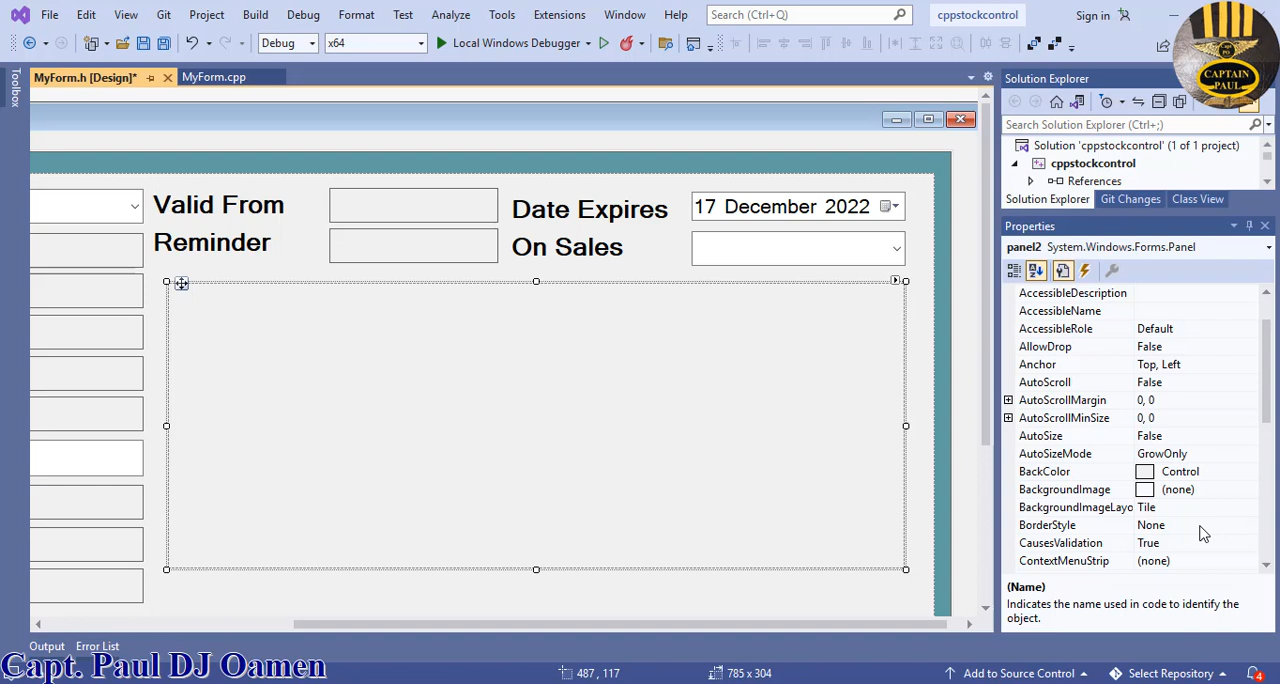 File Edit View Git Project Build Debug Format Test Analyze Tools Extensions Window Help Search (Ctrl+Q) cppstockcontrol Sign in
Debug x64 Local Windows Debugger
CAPTAIN
PAUL
MyForm.h [Design]* MyForm.cpp
Toolbox
Solution Explorer
Search Solution Explorer (Ctrl+;)
Solution 'cppstockcontrol' (1 of 1 project)
cppstockcontrol
References
Solution Explorer Git Changes Class View
Valid From Date Expires 17 December 2022
Reminder On Sales
Properties
panel2 System.Windows.Forms.Panel
AccessibleDescription
AccessibleName
AccessibleRole Default
AllowDrop False
Anchor Top, Left
AutoScroll False
AutoScrollMargin 0, 0
AutoScrollMinSize 0, 0
AutoSize False
AutoSizeMode GrowOnly
BackColor Control
BackgroundImage (none)
BackgroundImageLayo Tile
BorderStyle None
CausesValidation True
ContextMenuStrip (none)
(Name)
Indicates the name used in code to identify the
object.
Output Error List
Capt. Paul DJ Oamen
487 , 117 785 x 304 Add to Source Control Select Repository 4